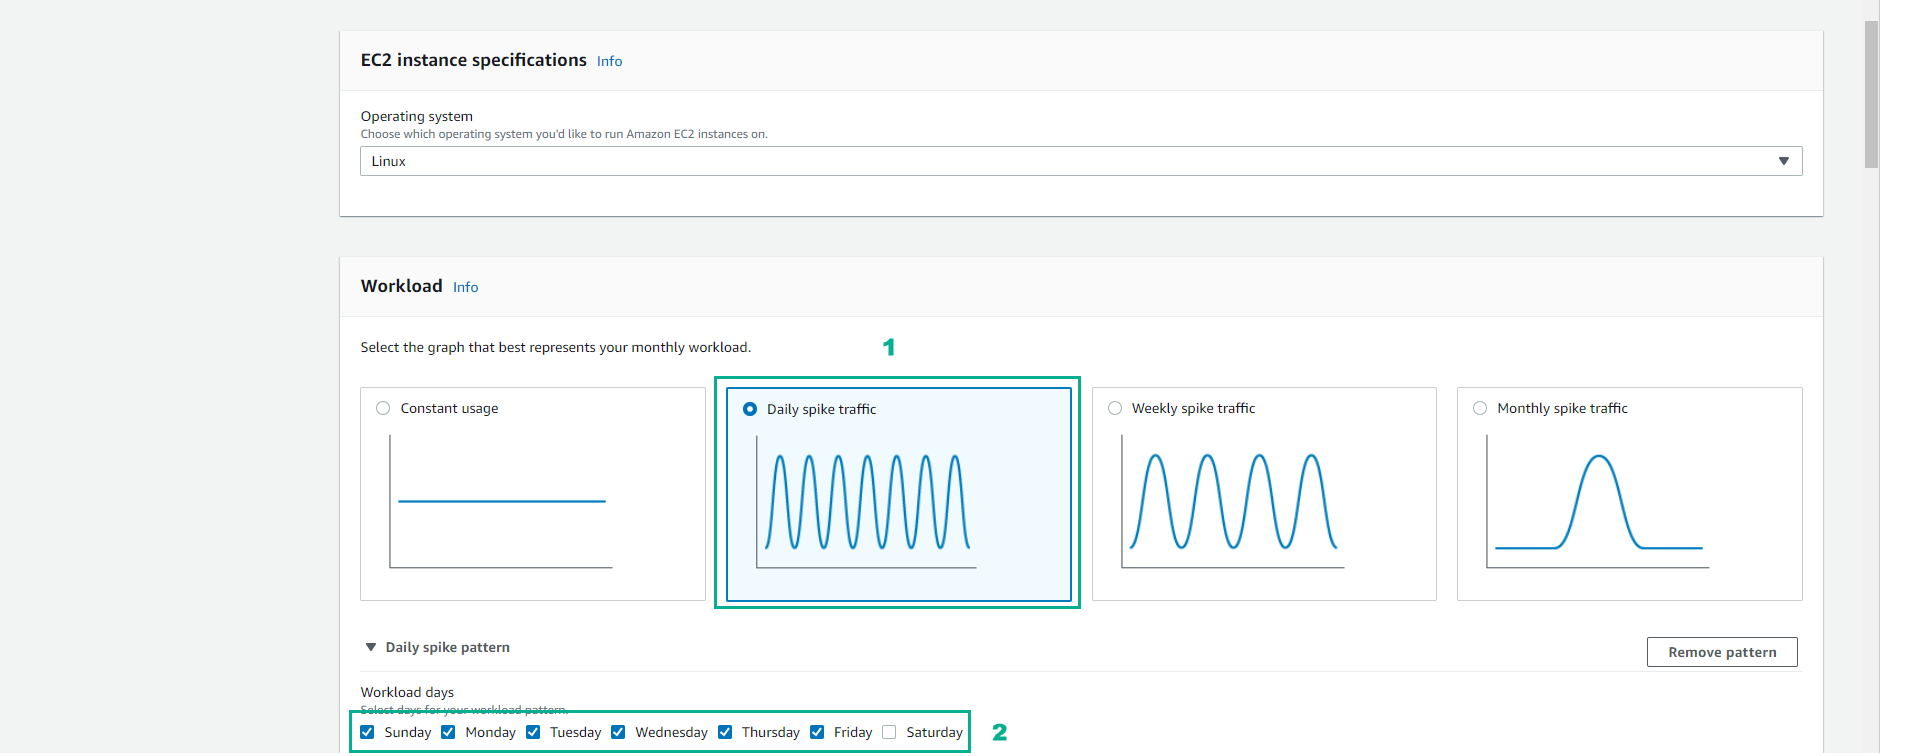 EC2 instance specifications Info
Operating system
Choose which operating system you'd like to run Amazon EC2 instances on.
Linux
Workload Info
Select the graph that best represents your monthly workload.
1
Constant usage
Daily spike traffic
Weekly spike traffic
Monthly spike traffic
Daily spike pattern
Remove pattern
Workload days
Select days for your workload pattern.
Sunday Monday Tuesday Wednesday Thursday Friday Saturday
2